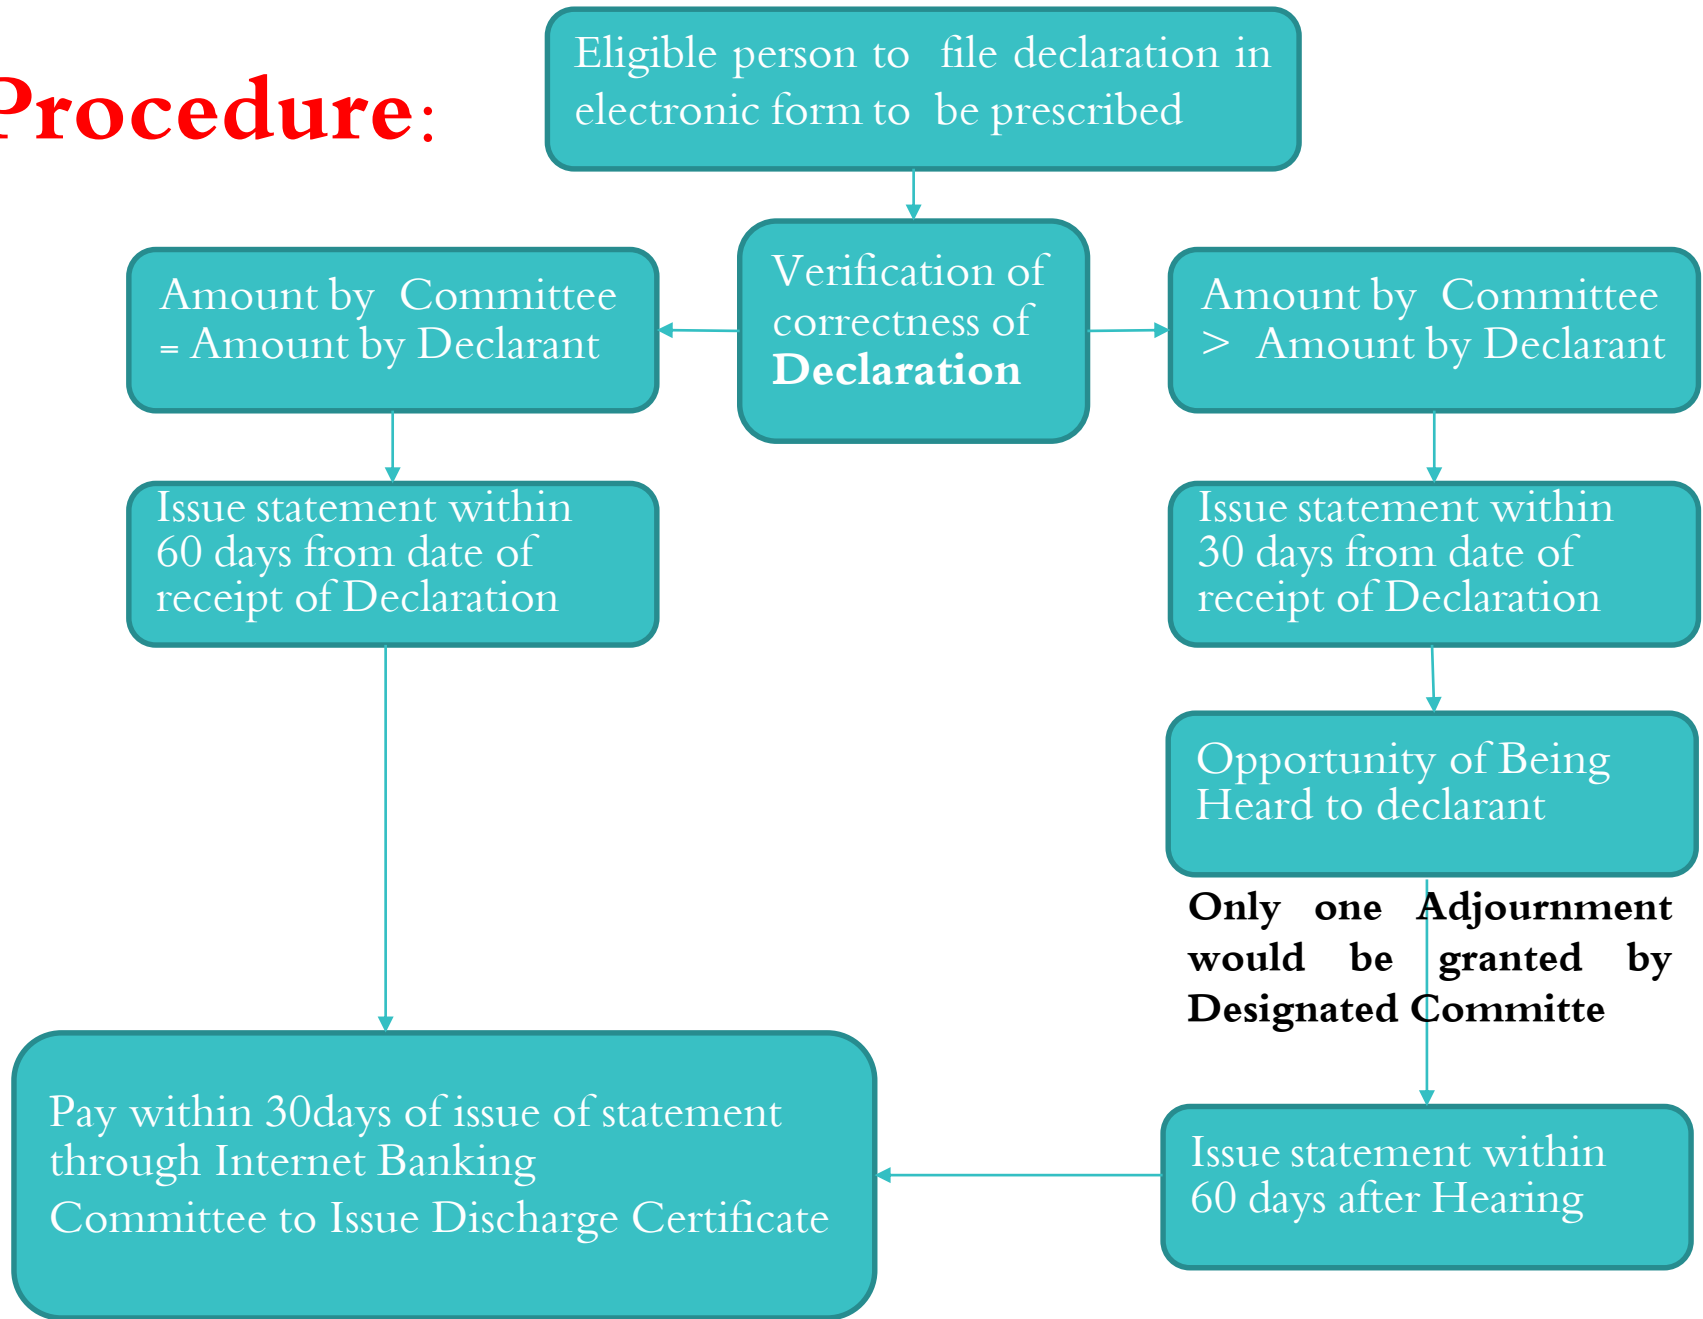 Procedure:
Eligible person to file declaration in
electronic form to be prescribed
Verification of
correctness of
Declaration
Amount by Committee
= Amount by Declarant
Amount by Committee
> Amount by Declarant
Issue statement within
60 days from date of
receipt of Declaration
Issue statement within
30 days from date of
receipt of Declaration
Opportunity of Being
Heard to declarant
Only one Adjournment
would be granted by
Designated Committe
Pay within 30days of issue of statement
through Internet Banking
Committee to Issue Discharge Certificate
Issue statement within
60 days after Hearing